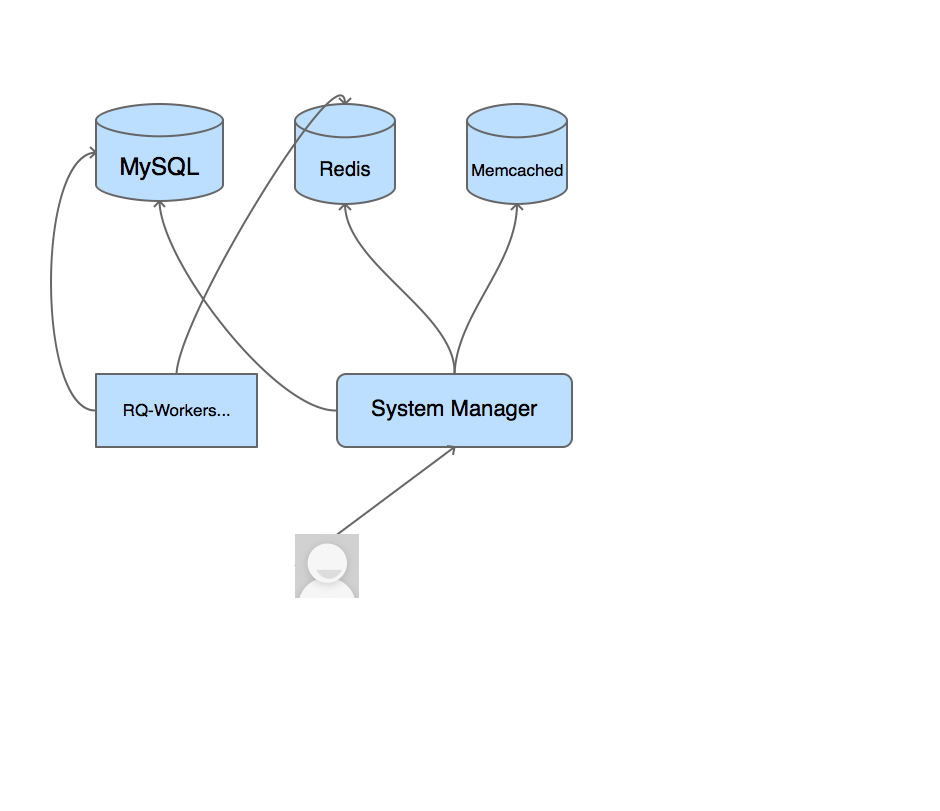 MySQL
Redis
Memcached
RQ-Workers...
System Manager